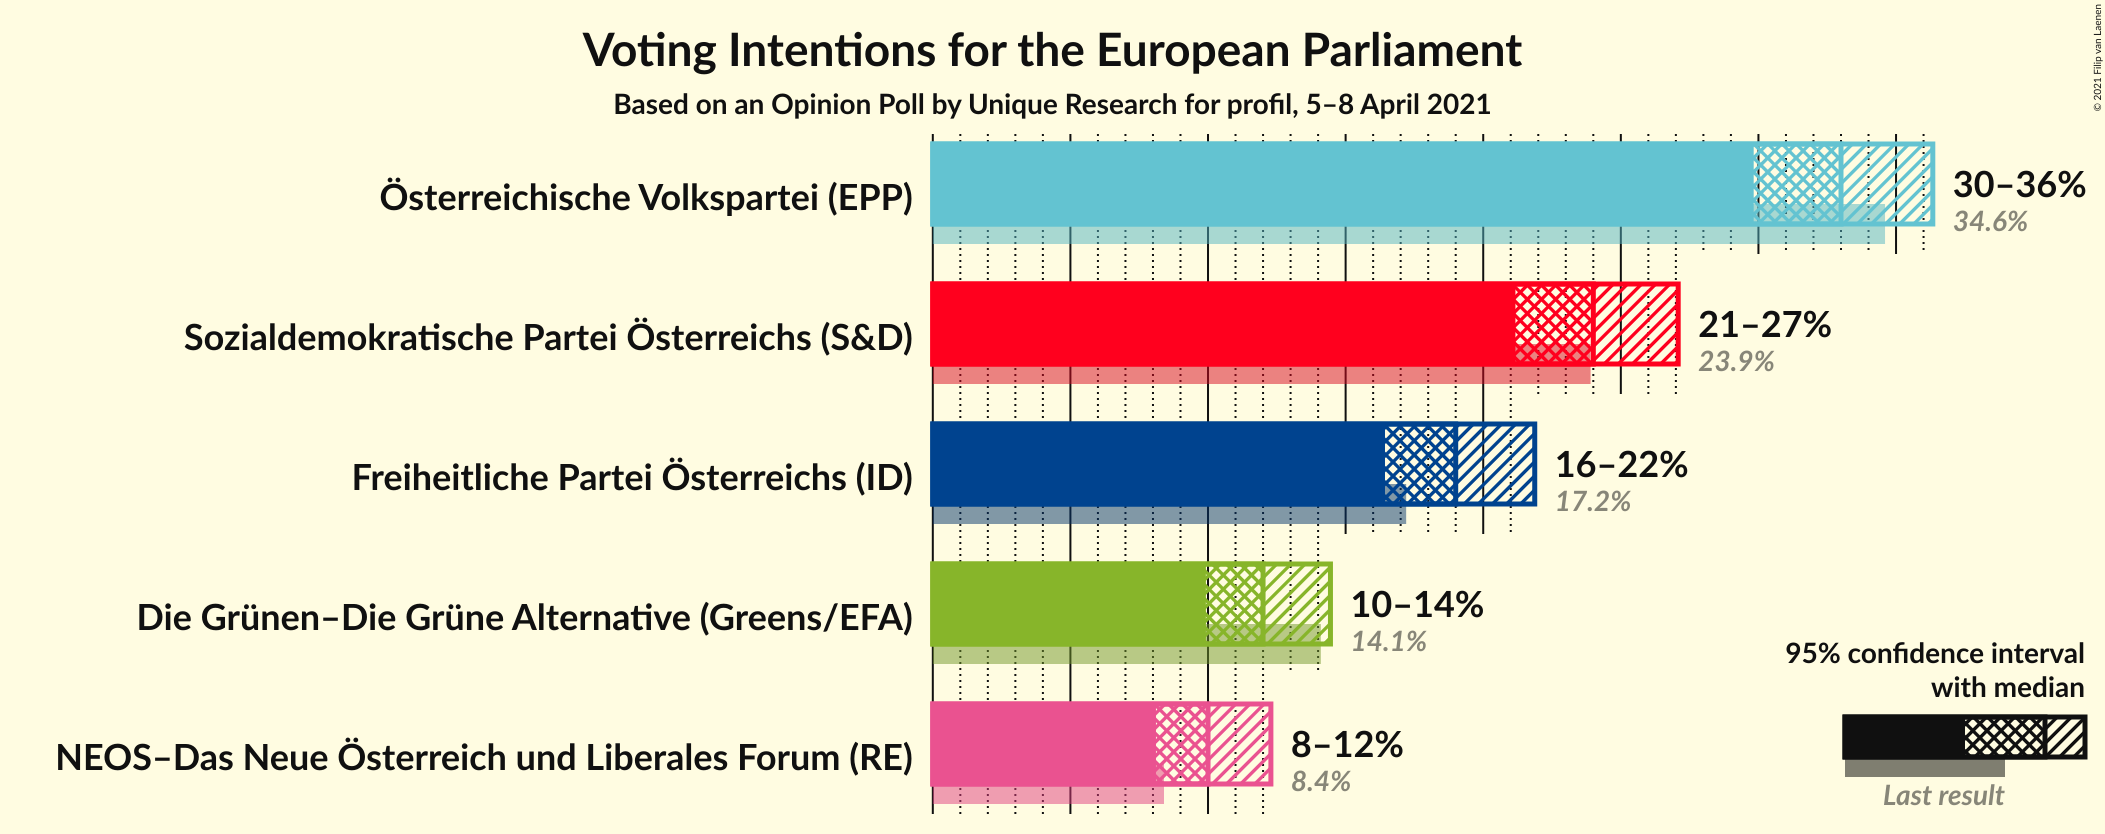 Voting Intentions for the European Parliament
Based on an Opinion Poll by Unique Research for profil, 5–8 April 2021
© 2021 Filip van Laenen
Österreichische Volkspartei (EPP)
30–36%
34.6%
Sozialdemokratische Partei Österreichs (S&D)
21–27%
23.9%
Freiheitliche Partei Österreichs (ID)
16–22%
17.2%
Die Grünen–Die Grüne Alternative (Greens/EFA)
10–14%
14.1%
NEOS–Das Neue Österreich und Liberales Forum (RE)
8–12%
8.4%
95% confidence interval
with median
Last result